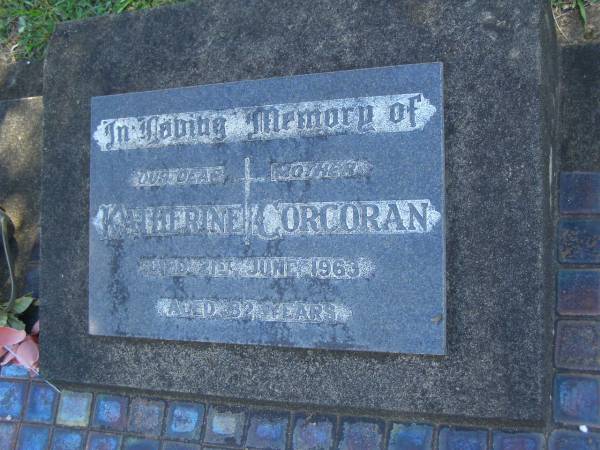 In Loving Memory of
OUR DEAR MOTHER
KATHERINE CORCORAN
DIED 21ST JUNE, 1963
AGED 82 YEARS